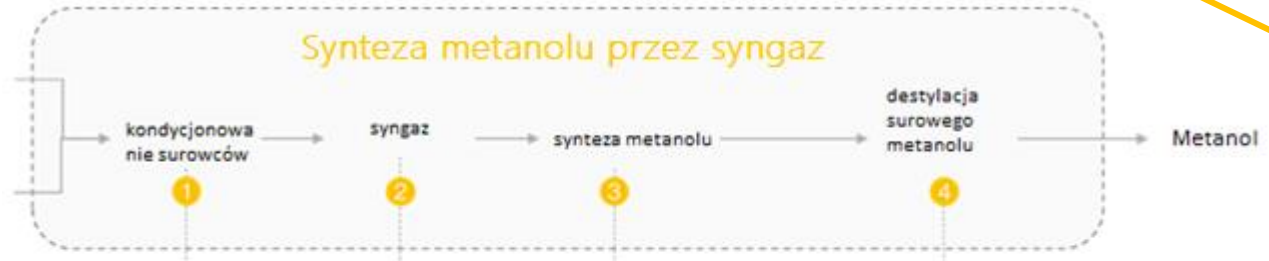 Synteza metanolu przez syngaz
kondycjonowa
nie surowców
1
syngaz
2
synteza metanolu
3
destylacja
surowego
metanolu
4
Metanol